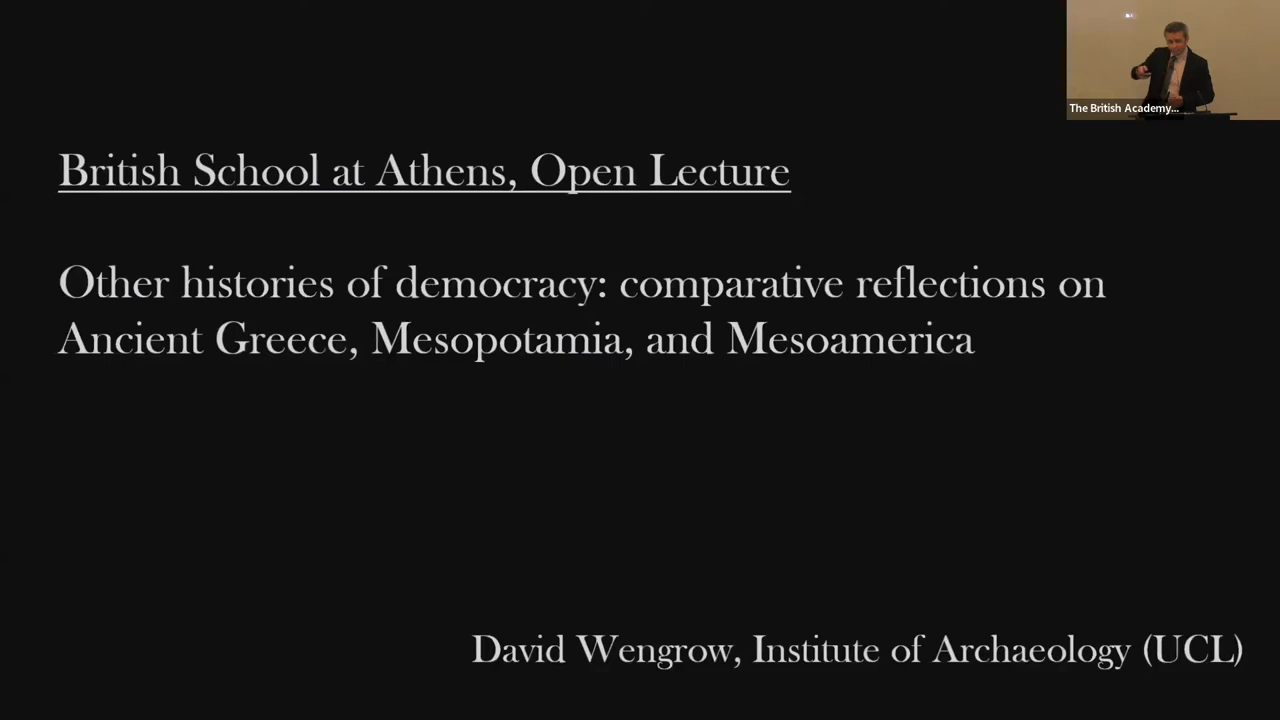 The British Academy...
British School at Athens, Open Lecture
Other histories of democracy: comparative reflections on
Ancient Greece, Mesopotamia, and Mesoamerica
David Wengrow, Institute of Archaeology (UCL)